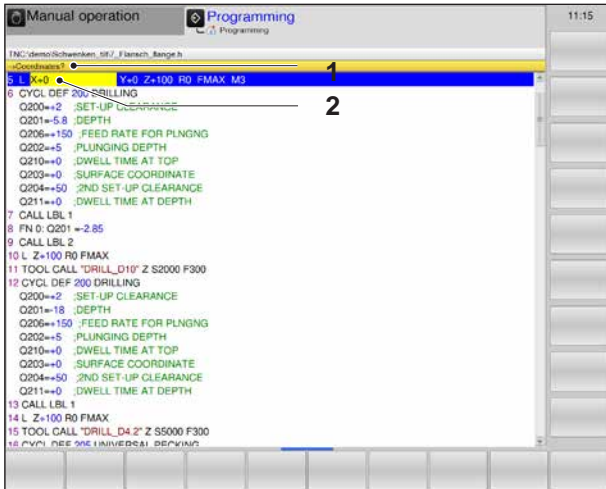 Manual operation
Programming
Programming
11:15
TNC:\demo\Schwenken_tilt\7_Flansch_flange.h
→Coordinates?
1
5 L X+0 Y+0 Z+100 R0 FMAX M3
6 CYCL DEF 200 DRILLING
2
Q200=+2 ;SET-UP CLEARANCE
Q201=-5.8 ;DEPTH
Q206=+150 ;FEED RATE FOR PLNGNG
Q202=+5 ;PLUNGING DEPTH
Q210=+0 ;DWELL TIME AT TOP
Q203=+0 ;SURFACE COORDINATE
Q204=+50 ;2ND SET-UP CLEARANCE
Q211=+0 ;DWELL TIME AT DEPTH
7 CALL LBL 1
8 FN 0: Q201 =-2.85
9 CALL LBL 2
10 L Z+100 R0 FMAX
11 TOOL CALL "DRILL_D10" Z S2000 F300
12 CYCL DEF 200 DRILLING
Q200=+2 ;SET-UP CLEARANCE
Q201=-18 ;DEPTH
Q206=+150 ;FEED RATE FOR PLNGNG
Q202=+5 ;PLUNGING DEPTH
Q210=+0 ;DWELL TIME AT TOP
Q203=+0 ;SURFACE COORDINATE
Q204=+50 ;2ND SET-UP CLEARANCE
Q211=+0 ;DWELL TIME AT DEPTH
13 CALL LBL 1
14 L Z+100 R0 FMAX
15 TOOL CALL "DRILL_D4.2" Z S5000 F300
16 CYCL DEF 205 UNIVERSAL PECKING